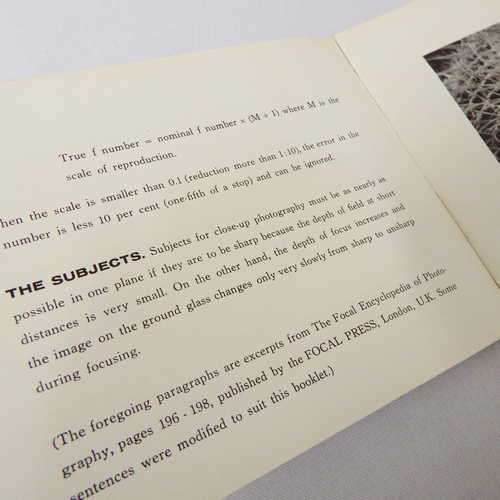 True f number = nominal f number × (M + 1) where M is the
scale of reproduction.
hen the scale is smaller than 0.1 (reduction more than 1:10), the error in the
number is less 10 per cent (one-fifth of a stop) and can be ignored.
THE SUBJECTS. Subjects for close-up photography must be as nearly as
possible in one plane if they are to be sharp because the depth of field at short
distances is very small. On the other hand, the depth of focus increases and
the image on the ground glass changes only very slowly from sharp to unsharp
during focusing.
(The foregoing paragraphs are excerpts from The Focal Encyclopedia of Photo-
graphy, pages 196 - 198, published by the FOCAL PRESS, London, U.K. Some
sentences were modified to suit this booklet.)